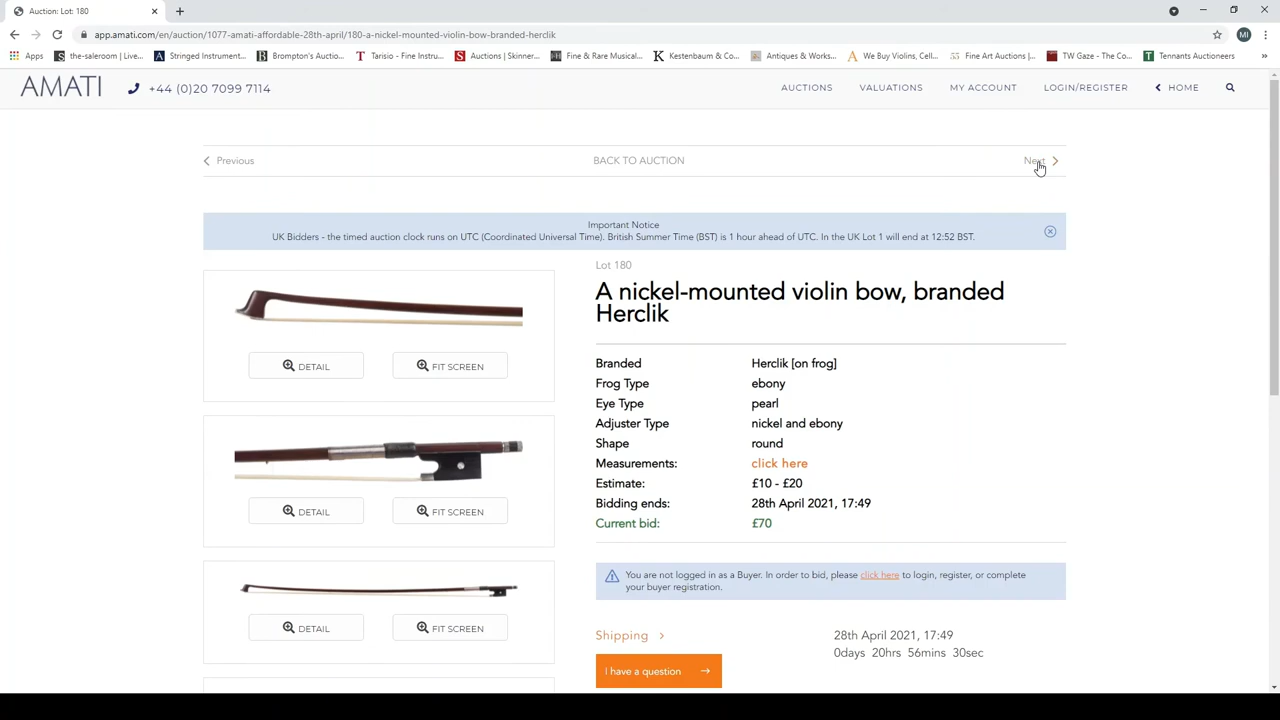 Auction: Lot: 180
app.amati.com/en/auction/1077-amati-affordable-28th-april/180-a-nickel-mounted-violin-bow-branded-herclik
MI
Apps
the-saleroom | Live...
Stringed Instrument...
Brompton's Auctio...
Tarisio - Fine Instru...
Auctions | Skinner...
Fine & Rare Musical...
Kestenbaum & Co...
Antiques & Works...
We Buy Violins, Cell...
Fine Art Auctions |...
TW Gaze - The Co...
Tennants Auctioneers
AMATI
+44 (0)20 7099 7114
AUCTIONS
VALUATIONS
MY ACCOUNT
LOGIN/REGISTER
HOME
Previous
BACK TO AUCTION
Next
Important Notice
UK Bidders - the timed auction clock runs on UTC (Coordinated Universal Time). British Summer Time (BST) is 1 hour ahead of UTC. In the UK Lot 1 will end at 12:52 BST.
Lot 180
A nickel-mounted violin bow, branded
Herclik
DETAIL
FIT SCREEN
DETAIL
FIT SCREEN
DETAIL
FIT SCREEN
Branded Herclik [on frog]
Frog Type ebony
Eye Type pearl
Adjuster Type nickel and ebony
Shape round
Measurements: click here
Estimate: £10 - £20
Bidding ends: 28th April 2021, 17:49
Current bid: £70
You are not logged in as a Buyer. In order to bid, please click here to login, register, or complete
your buyer registration.
Shipping
28th April 2021, 17:49
0days 20hrs 56mins 30sec
I have a question